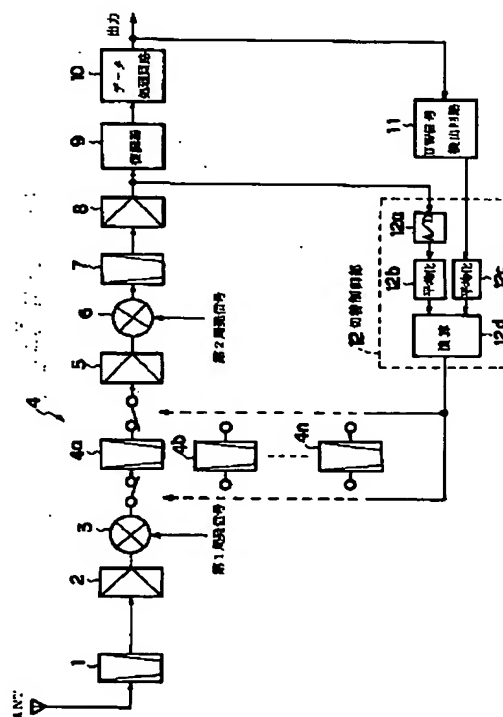 ANT
1
2
3
第1局発信号
4
4a
4b
4n
5
6
第2局発信号
7
8
9
復調器
10
データ
処理回路
出力
11
検出回路
12 切替制御部
12a
A/D
12b
平均化
12c
平均化
12d
演算